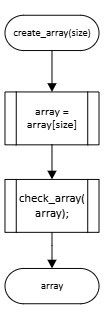 create_array(size)
array =
array[size]
check_array(
array);
array